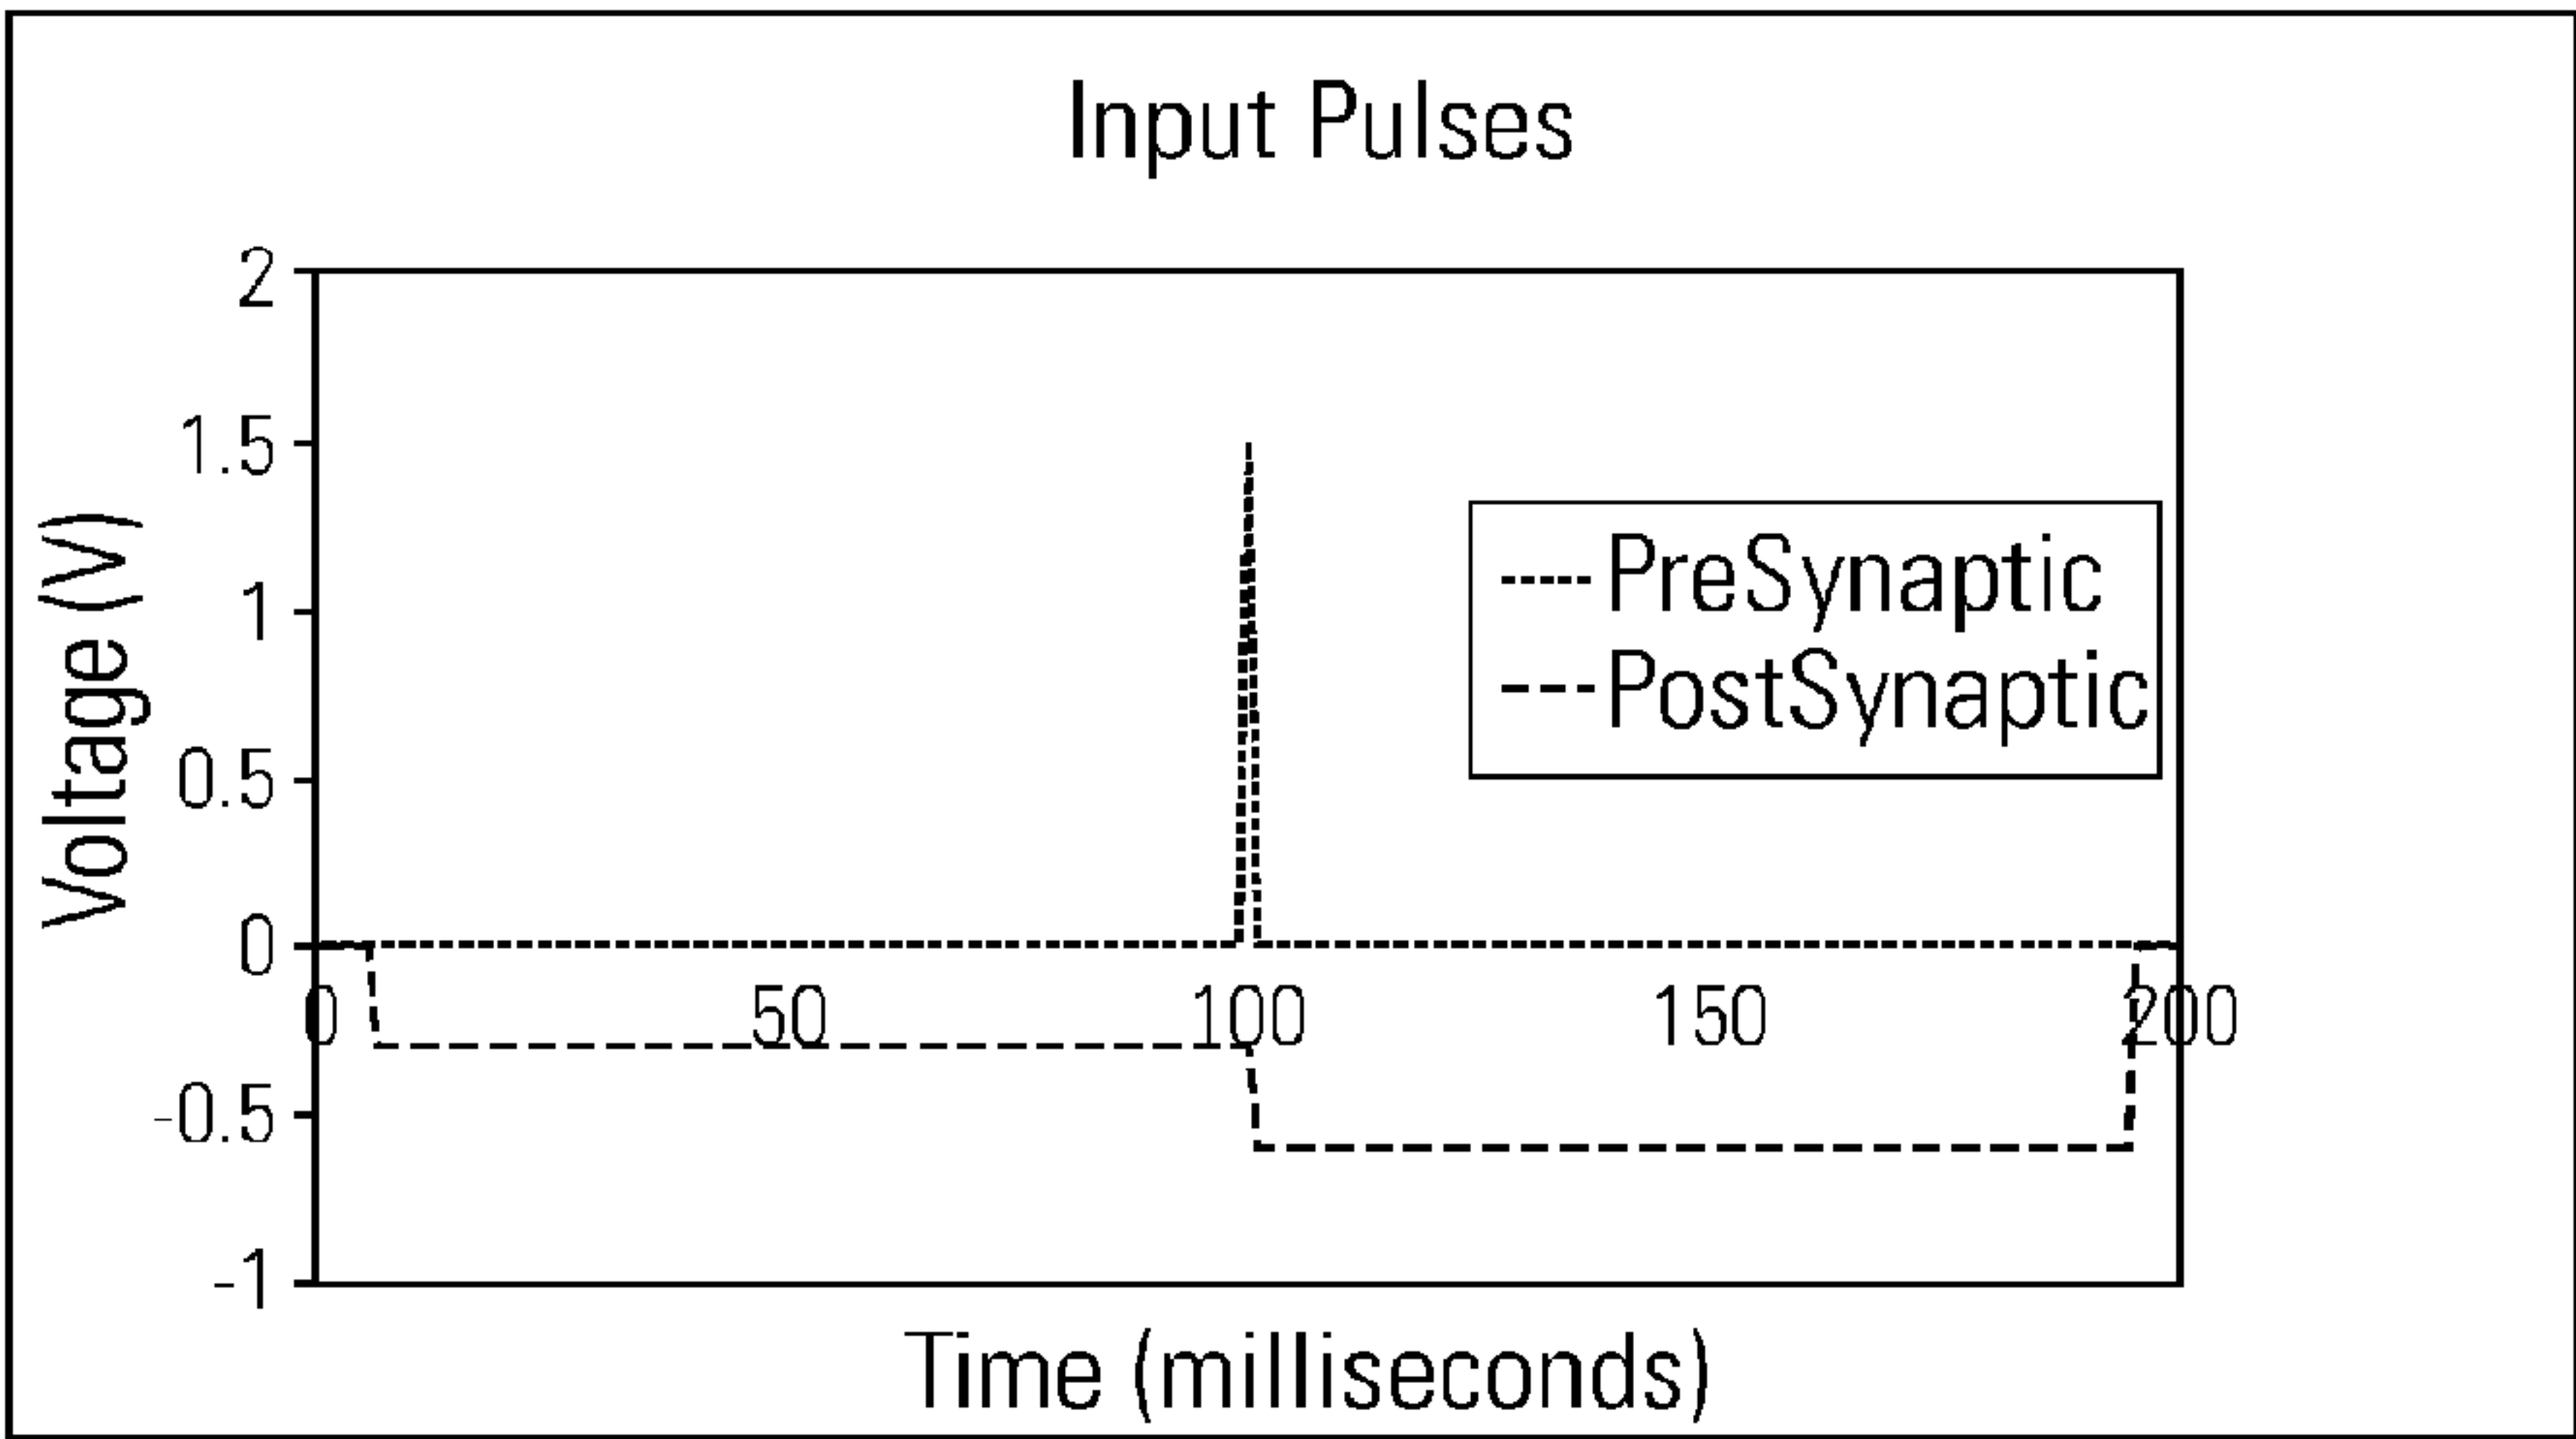 Input Pulses
2
1.5
1
0.5
0
-0.5
-1
Voltage (V)
PreSynaptic
PostSynaptic
0 50 100 150 200
Time (milliseconds)